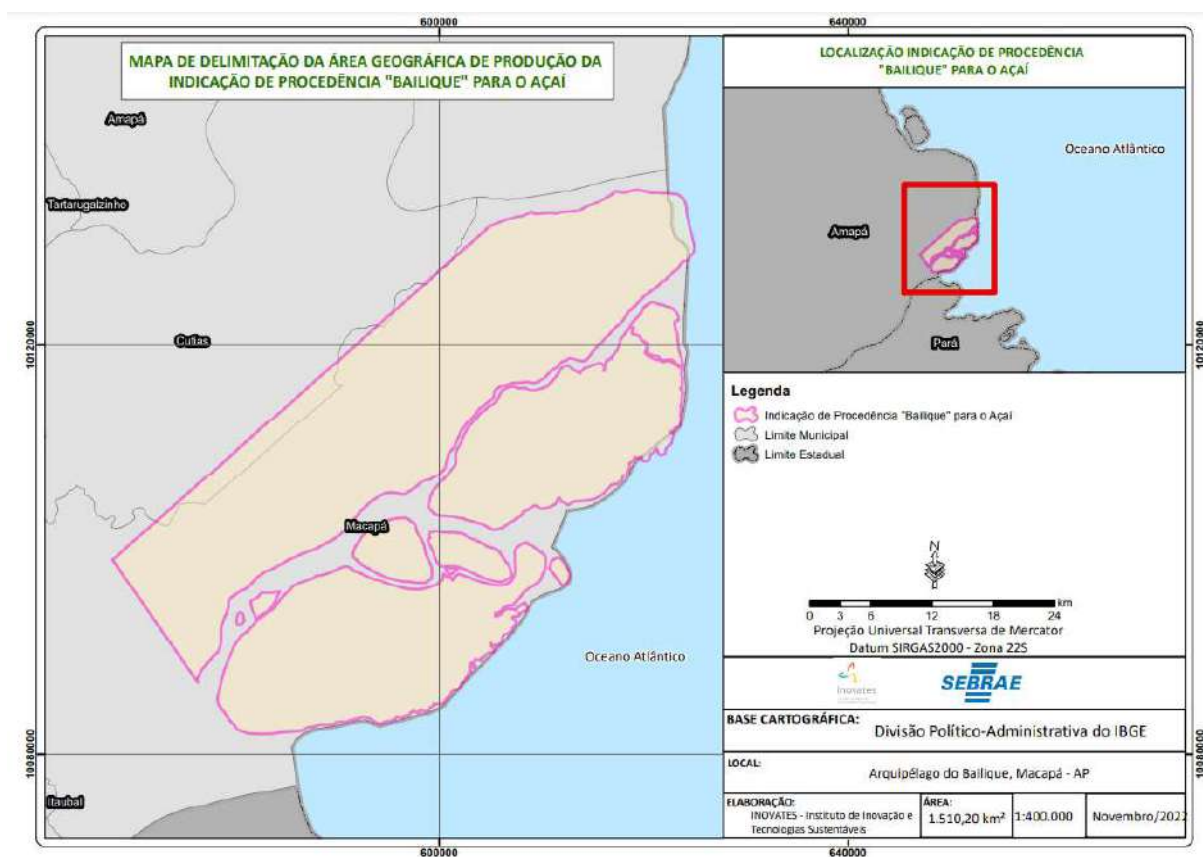 600000
640000
MAPA DE DELIMITAÇÃO DA ÁREA GEOGRÁFICA DE PRODUÇÃO DA
INDICAÇÃO DE PROCEDÊNCIA "BAILIQUE" PARA O AÇAÍ
Amapá
Tartarugalzinho
Cutias
Macapá
Itaubal
Oceano Atlântico
10120000
10080000
600000
LOCALIZAÇÃO INDICAÇÃO DE PROCEDÊNCIA
"BAILIQUE" PARA O AÇAÍ
Oceano Atlântico
Amapá
Pará
10120000
Legenda
Indicação de Procedência "Bailique" para o Açaí
Limite Municipal
Limite Estadual
N
0 3 6 12 18 24 km
Projeção Universal Transversa de Mercator
Datum SIRGAS2000 - Zona 22S
Inovates
SEBRAE
BASE CARTOGRÁFICA:
Divisão Político-Administrativa do IBGE
LOCAL:
Arquipélago do Bailique, Macapá - AP
ELABORAÇÃO:
INOVATES - Instituto de Inovação e
Tecnologias Sustentáveis
ÁREA:
1.510,20 km²
1:400.000
Novembro/2022
10080000
640000